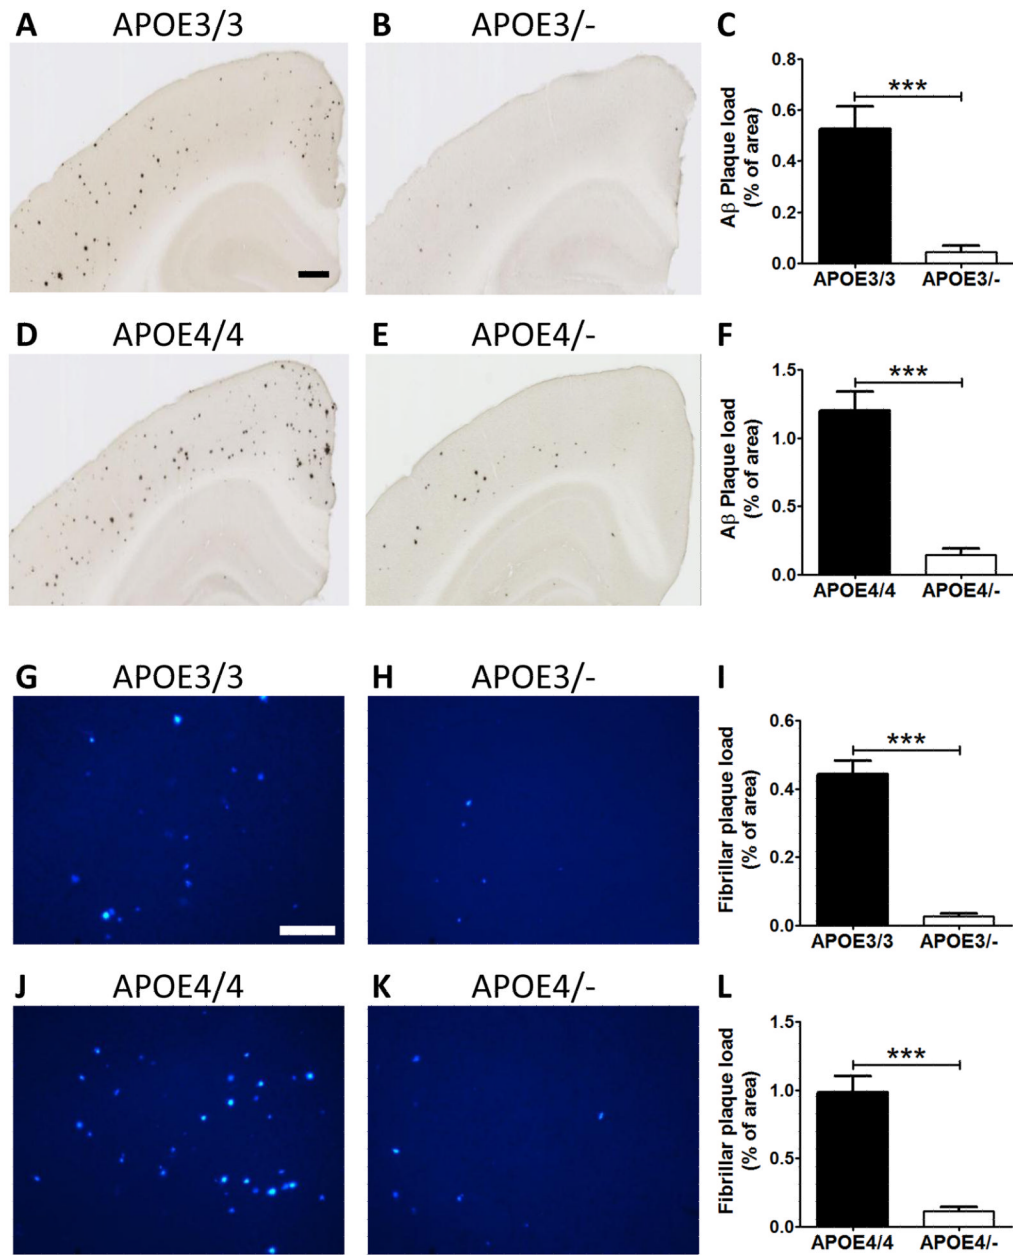 A APOE3/3
B APOE3/-
C
Aβ Plaque load
(% of area)
0.8
0.6
0.4
0.2
0.0
***
APOE3/3 APOE3/-
D APOE4/4
E APOE4/-
F
Aβ Plaque load
(% of area)
1.5
1.0
0.5
0.0
***
APOE4/4 APOE4/-
G APOE3/3
H APOE3/-
I
Fibrillar plaque load
(% of area)
0.6
0.4
0.2
0.0
***
APOE3/3 APOE3/-
J APOE4/4
K APOE4/-
L
Fibrillar plaque load
(% of area)
1.5
1.0
0.5
0.0
***
APOE4/4 APOE4/-